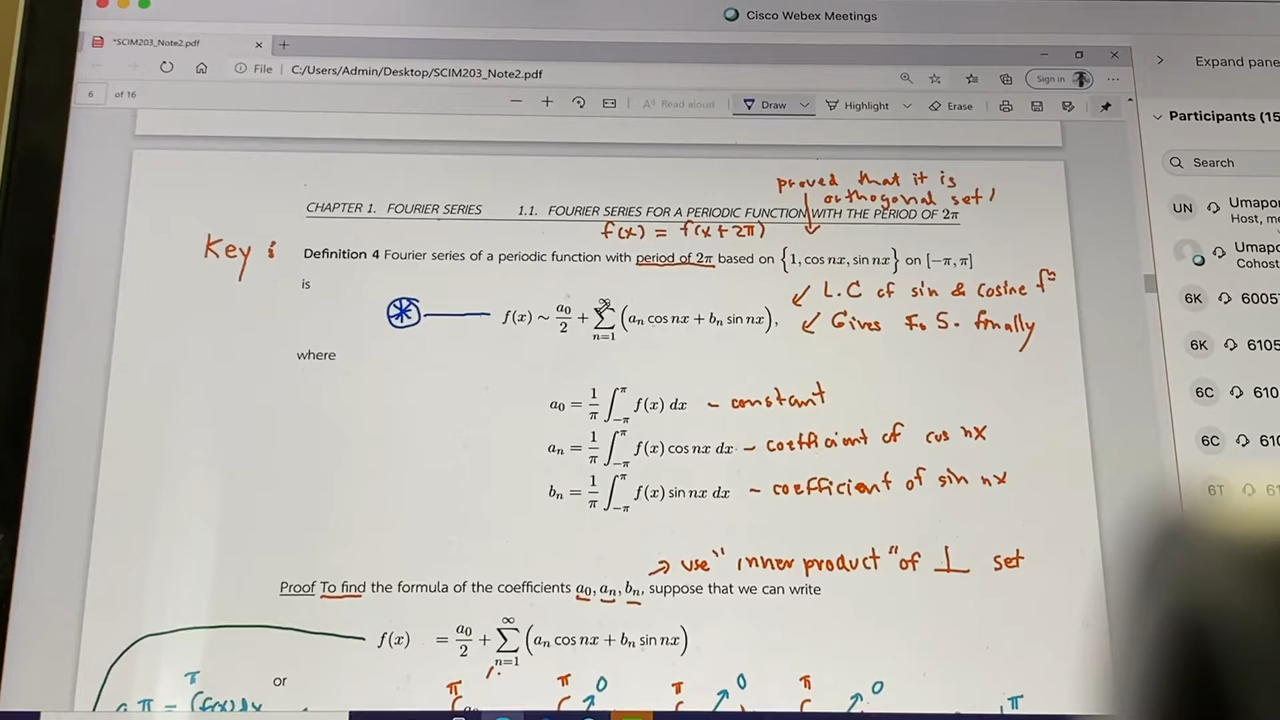 Cisco Webex Meetings
*SCIM203_Note2.pdf
File C:/Users/Admin/Desktop/SCIM203_Note2.pdf
Sign in
6 of 16
Read aloud Draw Highlight Erase
Expand pane
Participants (15
Search
UN Umapor
Host, m
Umapo
Cohost
6K 6005
6K 6105
6C 610
6C 610
6T
proved that it is
orthogonal set
CHAPTER 1. FOURIER SERIES 1.1. FOURIER SERIES FOR A PERIODIC FUNCTION WITH THE PERIOD OF 2π
f(x) = f(x+2π)
Key :
Definition 4 Fourier series of a periodic function with period of 2π based on {1, cos nx, sin nx} on [−π, π]
is
↙ L.C of sin & cosine fⁿ
f(x) ~ a₀/2 + ∑_{n=1}^∞ (aₙ cos nx + bₙ sin nx),
↙ Gives F. S. finally
where
a₀ = 1/π ∫_{−π}^{π} f(x) dx – constant
aₙ = 1/π ∫_{−π}^{π} f(x) cos nx dx – coefficient of cos nx
bₙ = 1/π ∫_{−π}^{π} f(x) sin nx dx – coefficient of sin nx
→ use "inner product" of ⊥ set
Proof To find the formula of the coefficients a₀, aₙ, bₙ, suppose that we can write
f(x) = a₀/2 + ∑_{n=1}^∞ (aₙ cos nx + bₙ sin nx)
or
π π 0 π 0 π 0 π